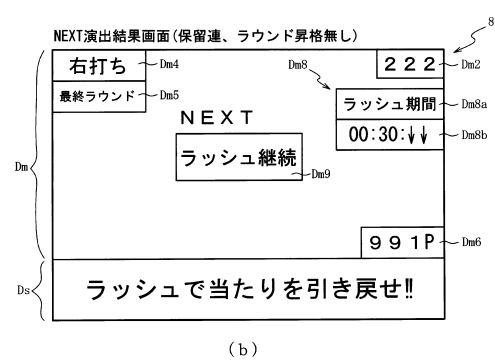 NEXT演出結果画面(保留連、ラウンド昇格無し)
8
右打ち
Dm4
222
Dm2
最終ラウンド
Dm5
Dm8
ラッシュ期間
Dm8a
00:30:↓↓
Dm8b
NEXT
ラッシュ継続
Dm9
Dm
991P
Dm6
Ds
ラッシュで当たりを引き戻せ!!
(b)